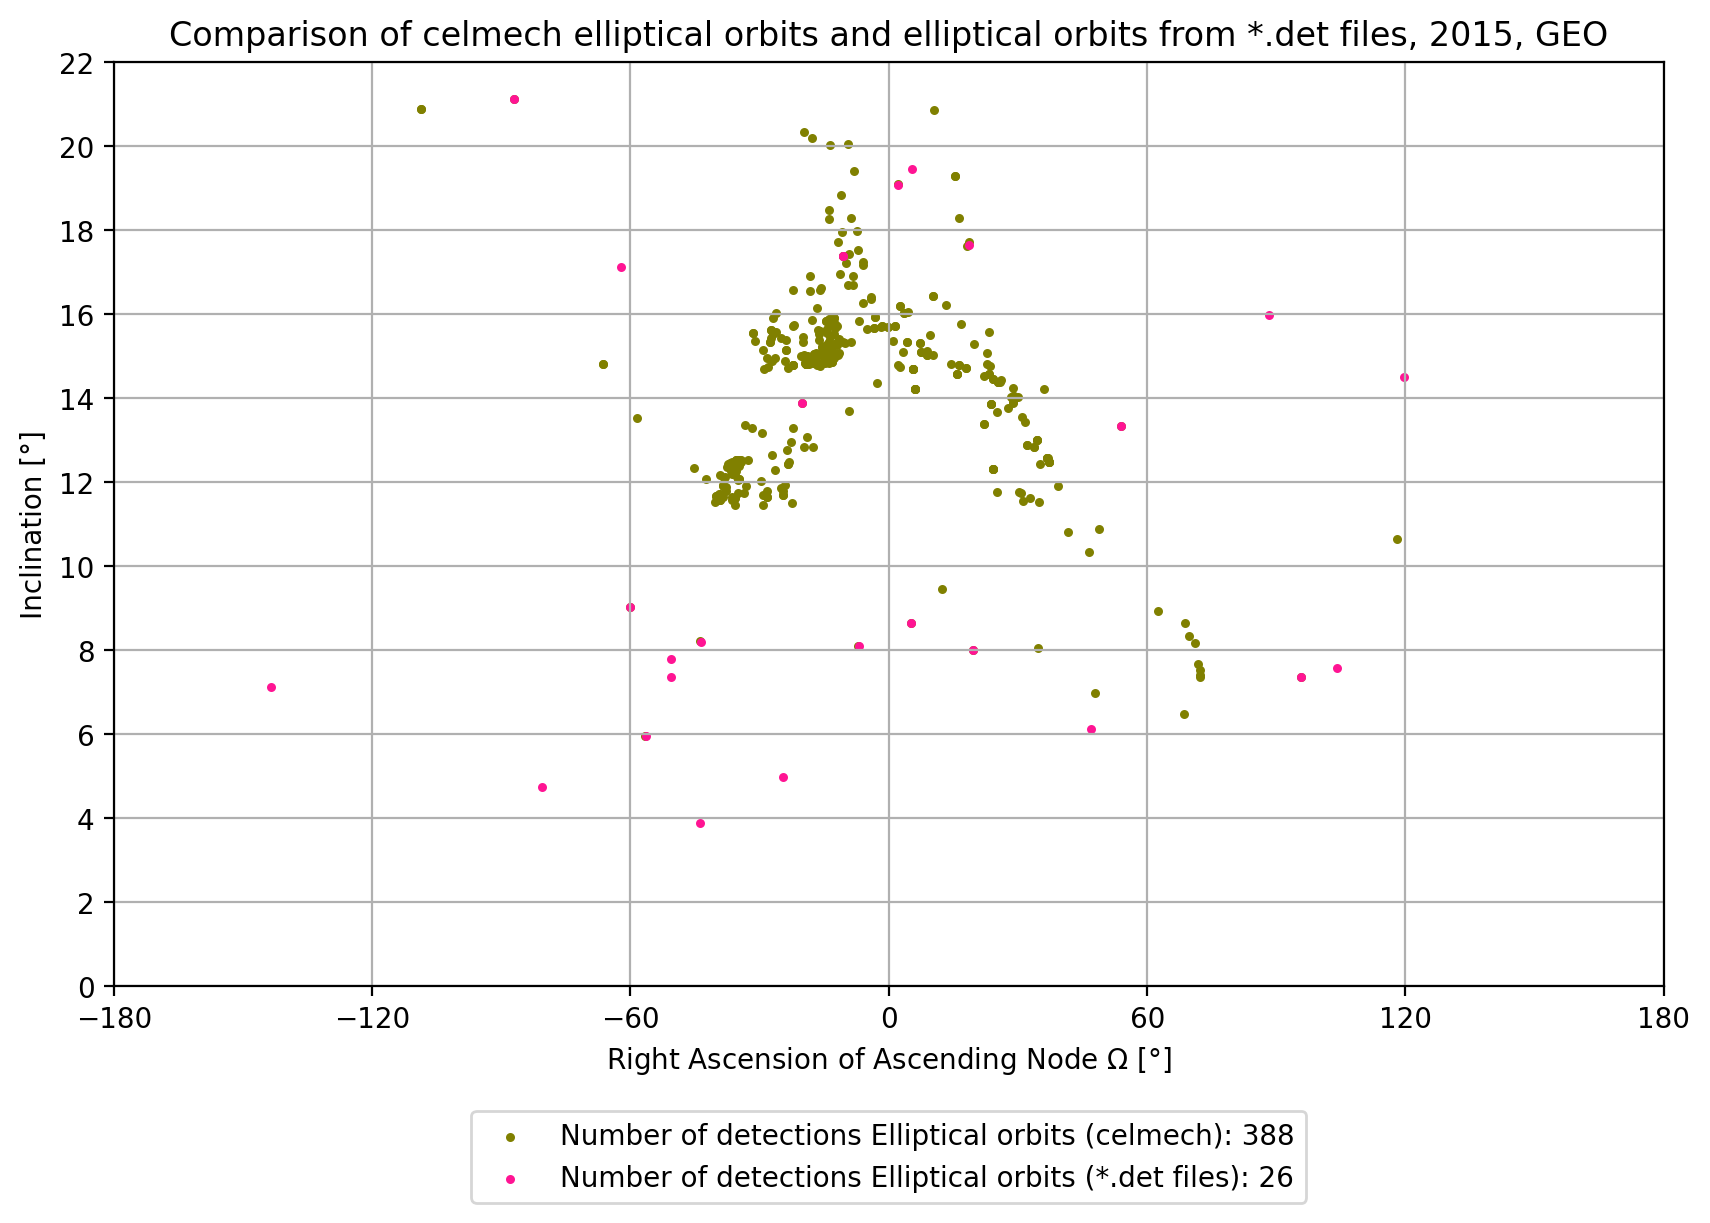 Comparison of celmech elliptical orbits and elliptical orbits from *.det files, 2015, GEO
22
20
18
16
14
12
10
8
6
4
2
0
Inclination [°]
−180 −120 −60 0 60 120 180
Right Ascension of Ascending Node Ω [°]
Number of detections Elliptical orbits (celmech): 388
Number of detections Elliptical orbits (*.det files): 26